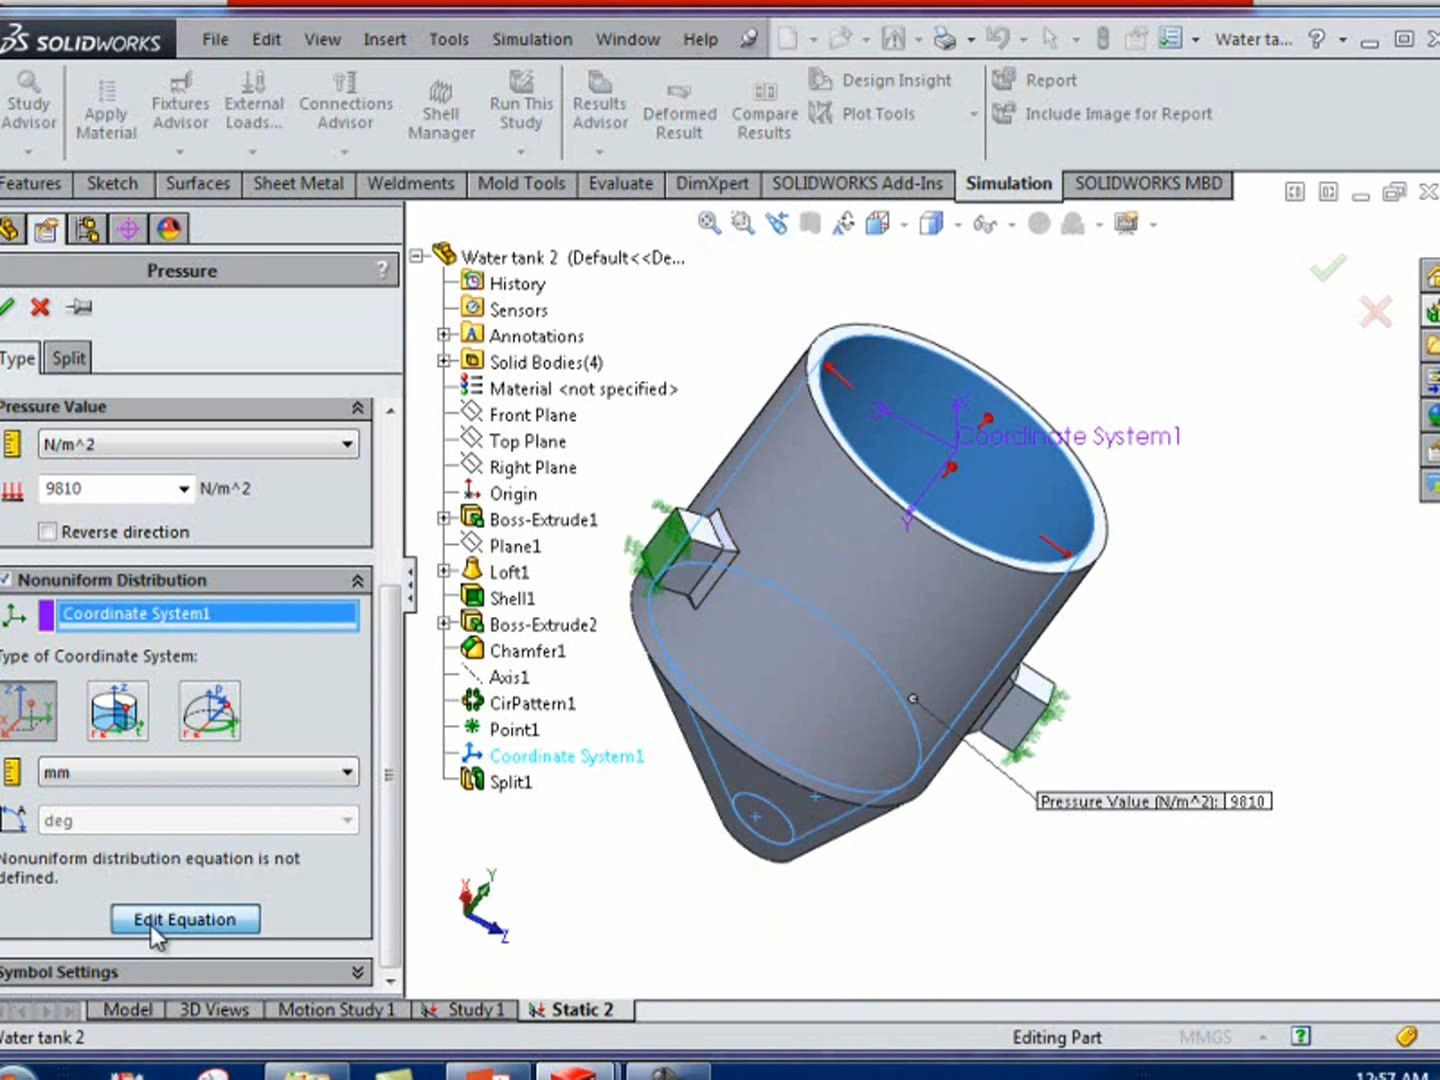 SOLIDWORKS File Edit View Insert Tools Simulation Window Help Water ta... ?
Study Advisor
Apply Material
Fixtures Advisor
External Loads...
Connections Advisor
Shell Manager
Run This Study
Results Advisor
Deformed Result
Compare Results
Design Insight
Plot Tools
Report
Include Image for Report
Features Sketch Surfaces Sheet Metal Weldments Mold Tools Evaluate DimXpert SOLIDWORKS Add-Ins Simulation SOLIDWORKS MBD
Pressure ?
Type Split
Pressure Value
N/m^2
9810 N/m^2
Reverse direction
Nonuniform Distribution
Coordinate System1
Type of Coordinate System:
mm
deg
Nonuniform distribution equation is not
defined.
Edit Equation
Symbol Settings
Water tank 2 (Default<<De...
History
Sensors
Annotations
Solid Bodies(4)
Material <not specified>
Front Plane
Top Plane
Right Plane
Origin
Boss-Extrude1
Plane1
Loft1
Shell1
Boss-Extrude2
Chamfer1
Axis1
CirPattern1
Point1
Coordinate System1
Split1
Coordinate System1
X
Y
Z
Pressure Value (N/m^2): 9810
X
Y
Z
Model 3D Views Motion Study 1 Study 1 Static 2
Water tank 2 Editing Part MMGS ?
12:57 AM